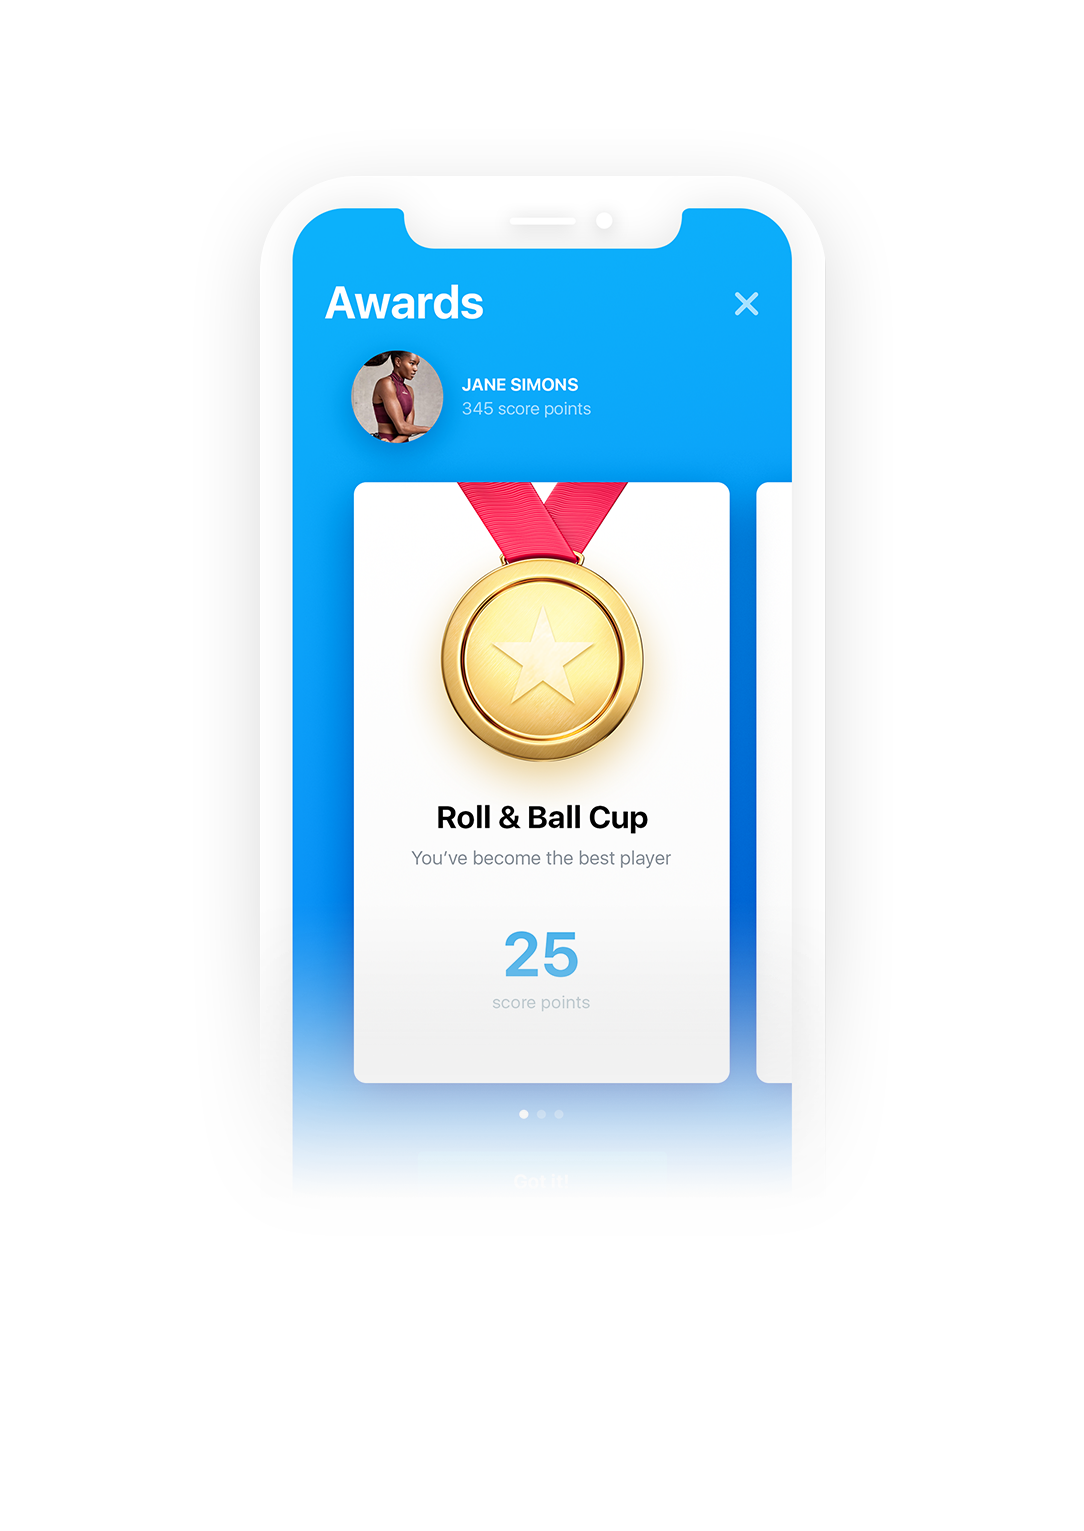 Awards
JANE SIMONS
345 score points
Roll & Ball Cup
You’ve become the best player
25
score points
Got it!